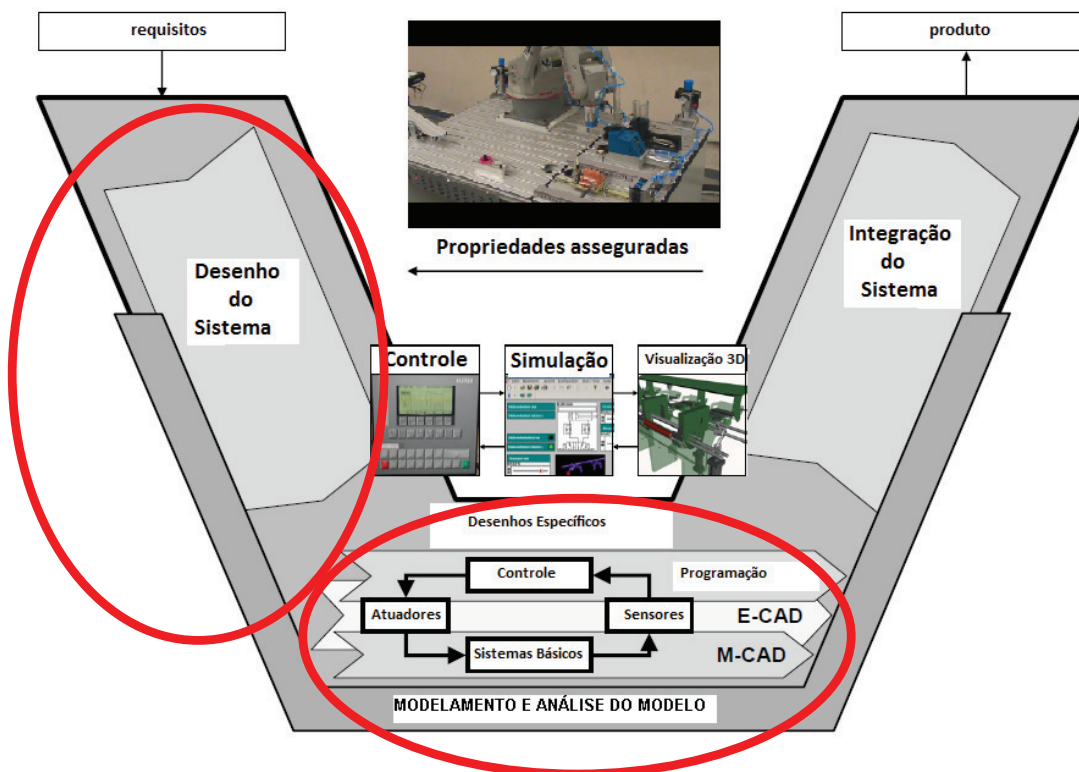 requisitos
produto
Propriedades asseguradas
Desenho
do
Sistema
Integração
do
Sistema
Controle
Simulação
Visualização 3D
Desenhos Específicos
Controle
Programação
Atuadores
Sensores
E-CAD
Sistemas Básicos
M-CAD
MODELAMENTO E ANÁLISE DO MODELO